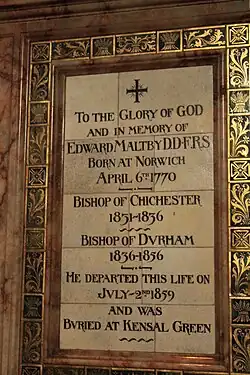 TO THE GLORY OF GOD
AND IN MEMORY OF
EDWARD MALTBY D.D·F.R.S
BORN AT NORWICH
APRIL 6TH 1770
BISHOP OF CHICHESTER
1831-1836
BISHOP OF DVRHAM
1836-1856
HE DEPARTED THIS LIFE ON
JVLY-2ND 1859
AND WAS
BVRIED AT KENSAL GREEN